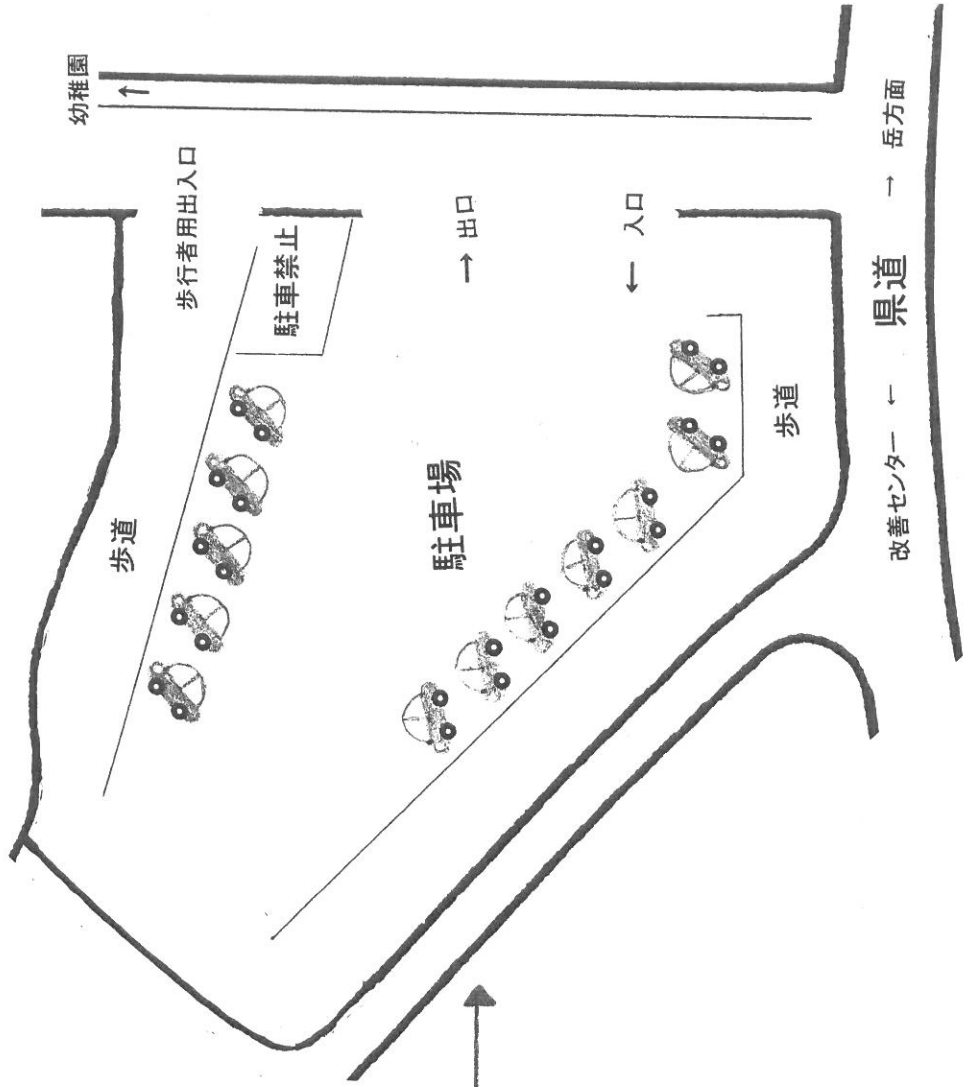 幼稚園
↑
歩行者用出入口
駐車禁止
→ 出口
← 入口
歩道
駐車場
歩道
県道
改善センター ← → 岳方面